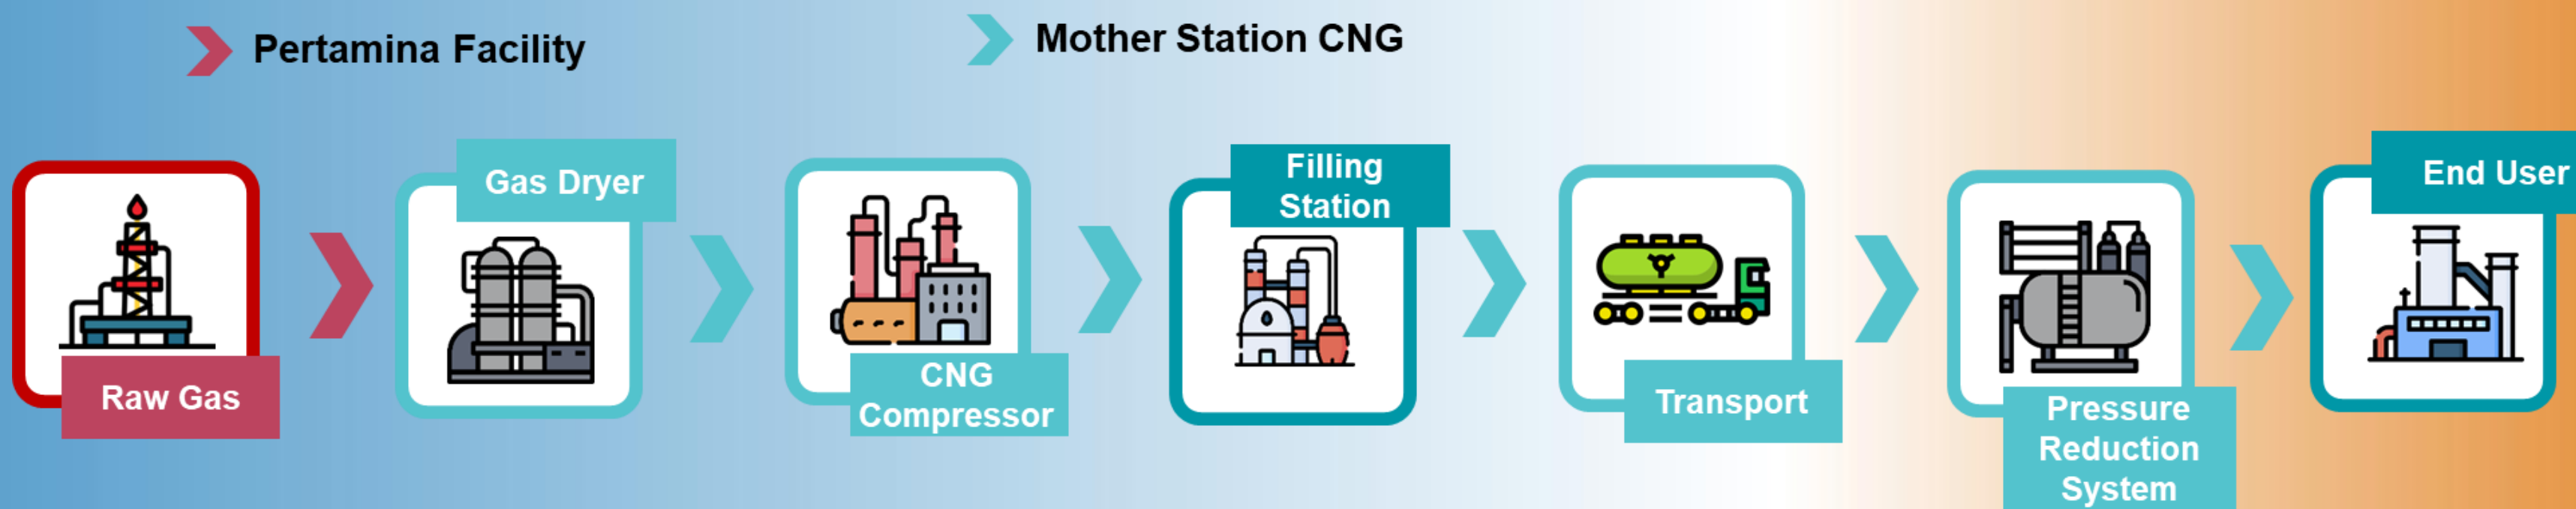 Pertamina Facility
Mother Station CNG
Raw Gas
Gas Dryer
CNG
Compressor
Filling
Station
Transport
Pressure
Reduction
System
End User